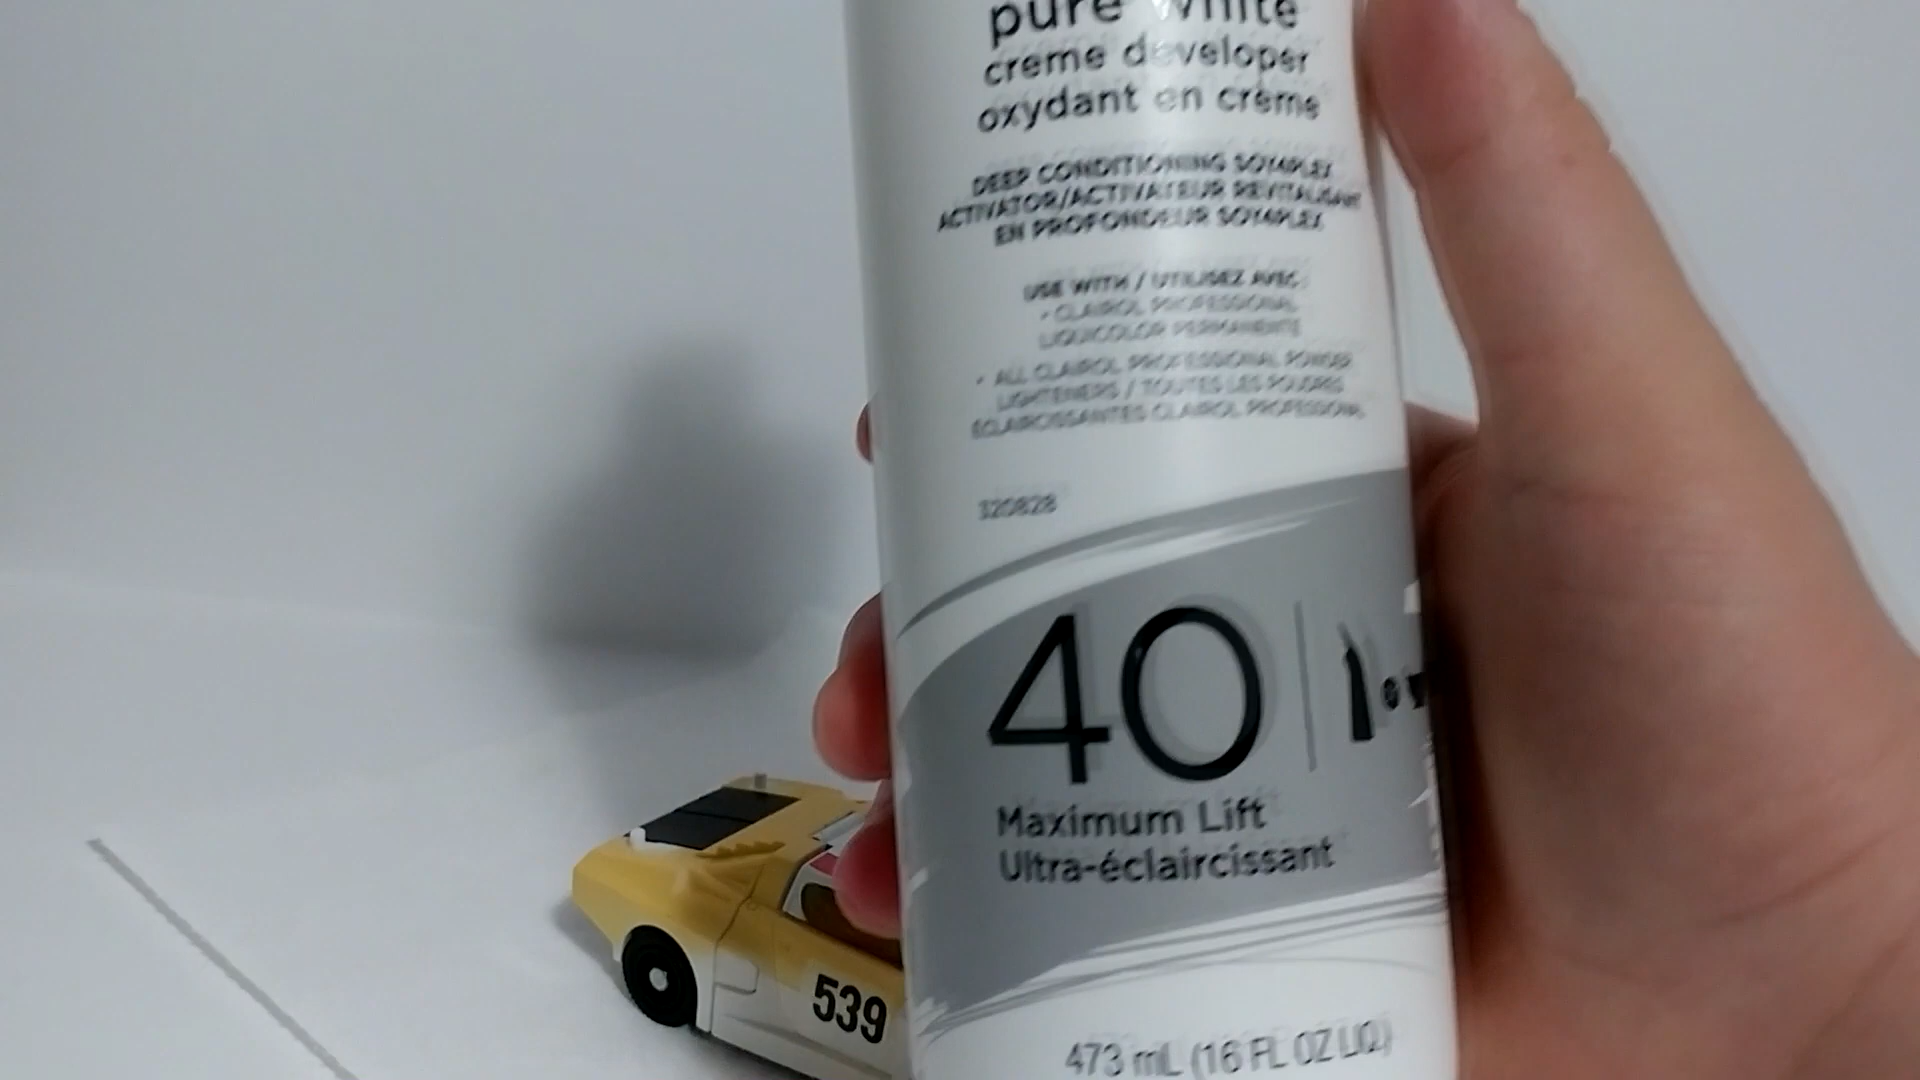 pure white
creme developer
oxydant en crème
DEEP CONDITIONING SOY4PLEX
ACTIVATOR/ACTIVATEUR REVITALISANT
EN PROFONDEUR SOY4PLEX
USE WITH / UTILISEZ AVEC:
• CLAIROL PROFESSIONAL
LIQUICOLOR PERMANENTE
• ALL CLAIROL PROFESSIONAL POWDER
LIGHTENERS / TOUTES LES POUDRES
ÉCLAIRCISSANTES CLAIROL PROFESSIONAL
320828
40
Maximum Lift
Ultra-éclaircissant
473 mL (16 FL OZ LIQ)
539